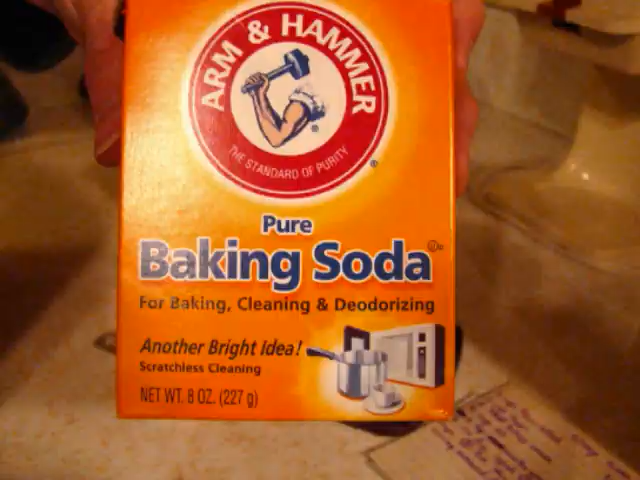 ARM & HAMMER
THE STANDARD OF PURITY
Pure
Baking Soda
For Baking, Cleaning & Deodorizing
Another Bright Idea!
Scratchless Cleaning
NET WT. 8 OZ. (227 g)